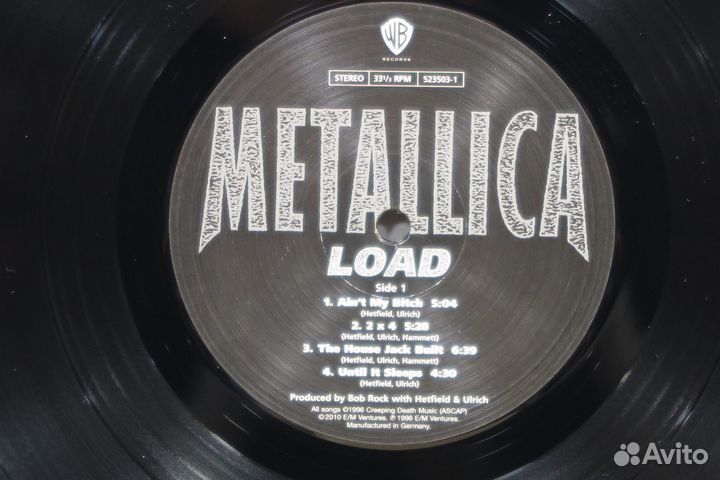 WB
RECORDS
STEREO 33 1/3 RPM 523503-1
METALLICA
LOAD
Side 1
1. Ain't My Bitch 5:04
(Hetfield, Ulrich)
2. 2 x 4 5:28
(Hetfield, Ulrich, Hammett)
3. The House Jack Built 6:39
(Hetfield, Ulrich, Hammett)
4. Until It Sleeps 4:30
(Hetfield, Ulrich)
Produced by Bob Rock with Hetfield & Ulrich
All songs ©1996 Creeping Death Music (ASCAP)
©2010 E/M Ventures. ℗ 1996 E/M Ventures.
Manufactured in Germany.
Avito